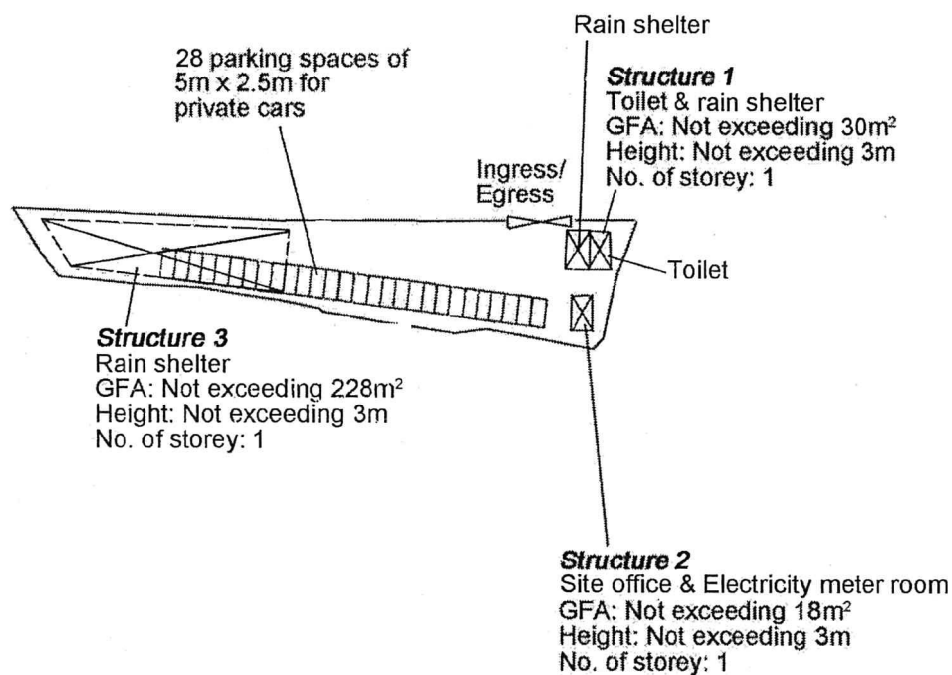 Rain shelter
28 parking spaces of
5m x 2.5m for
private cars
Structure 1
Toilet & rain shelter
GFA: Not exceeding 30m²
Height: Not exceeding 3m
No. of storey: 1
Ingress/
Egress
Toilet
Structure 3
Rain shelter
GFA: Not exceeding 228m²
Height: Not exceeding 3m
No. of storey: 1
Structure 2
Site office & Electricity meter room
GFA: Not exceeding 18m²
Height: Not exceeding 3m
No. of storey: 1